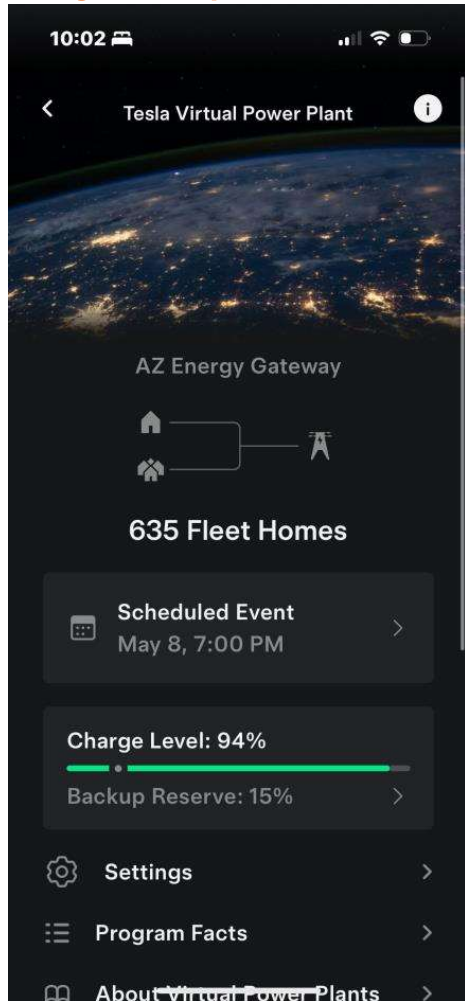 10:02
Tesla Virtual Power Plant
AZ Energy Gateway
635 Fleet Homes
Scheduled Event
May 8, 7:00 PM
Charge Level: 94%
Backup Reserve: 15%
Settings
Program Facts
About Virtual Power Plants